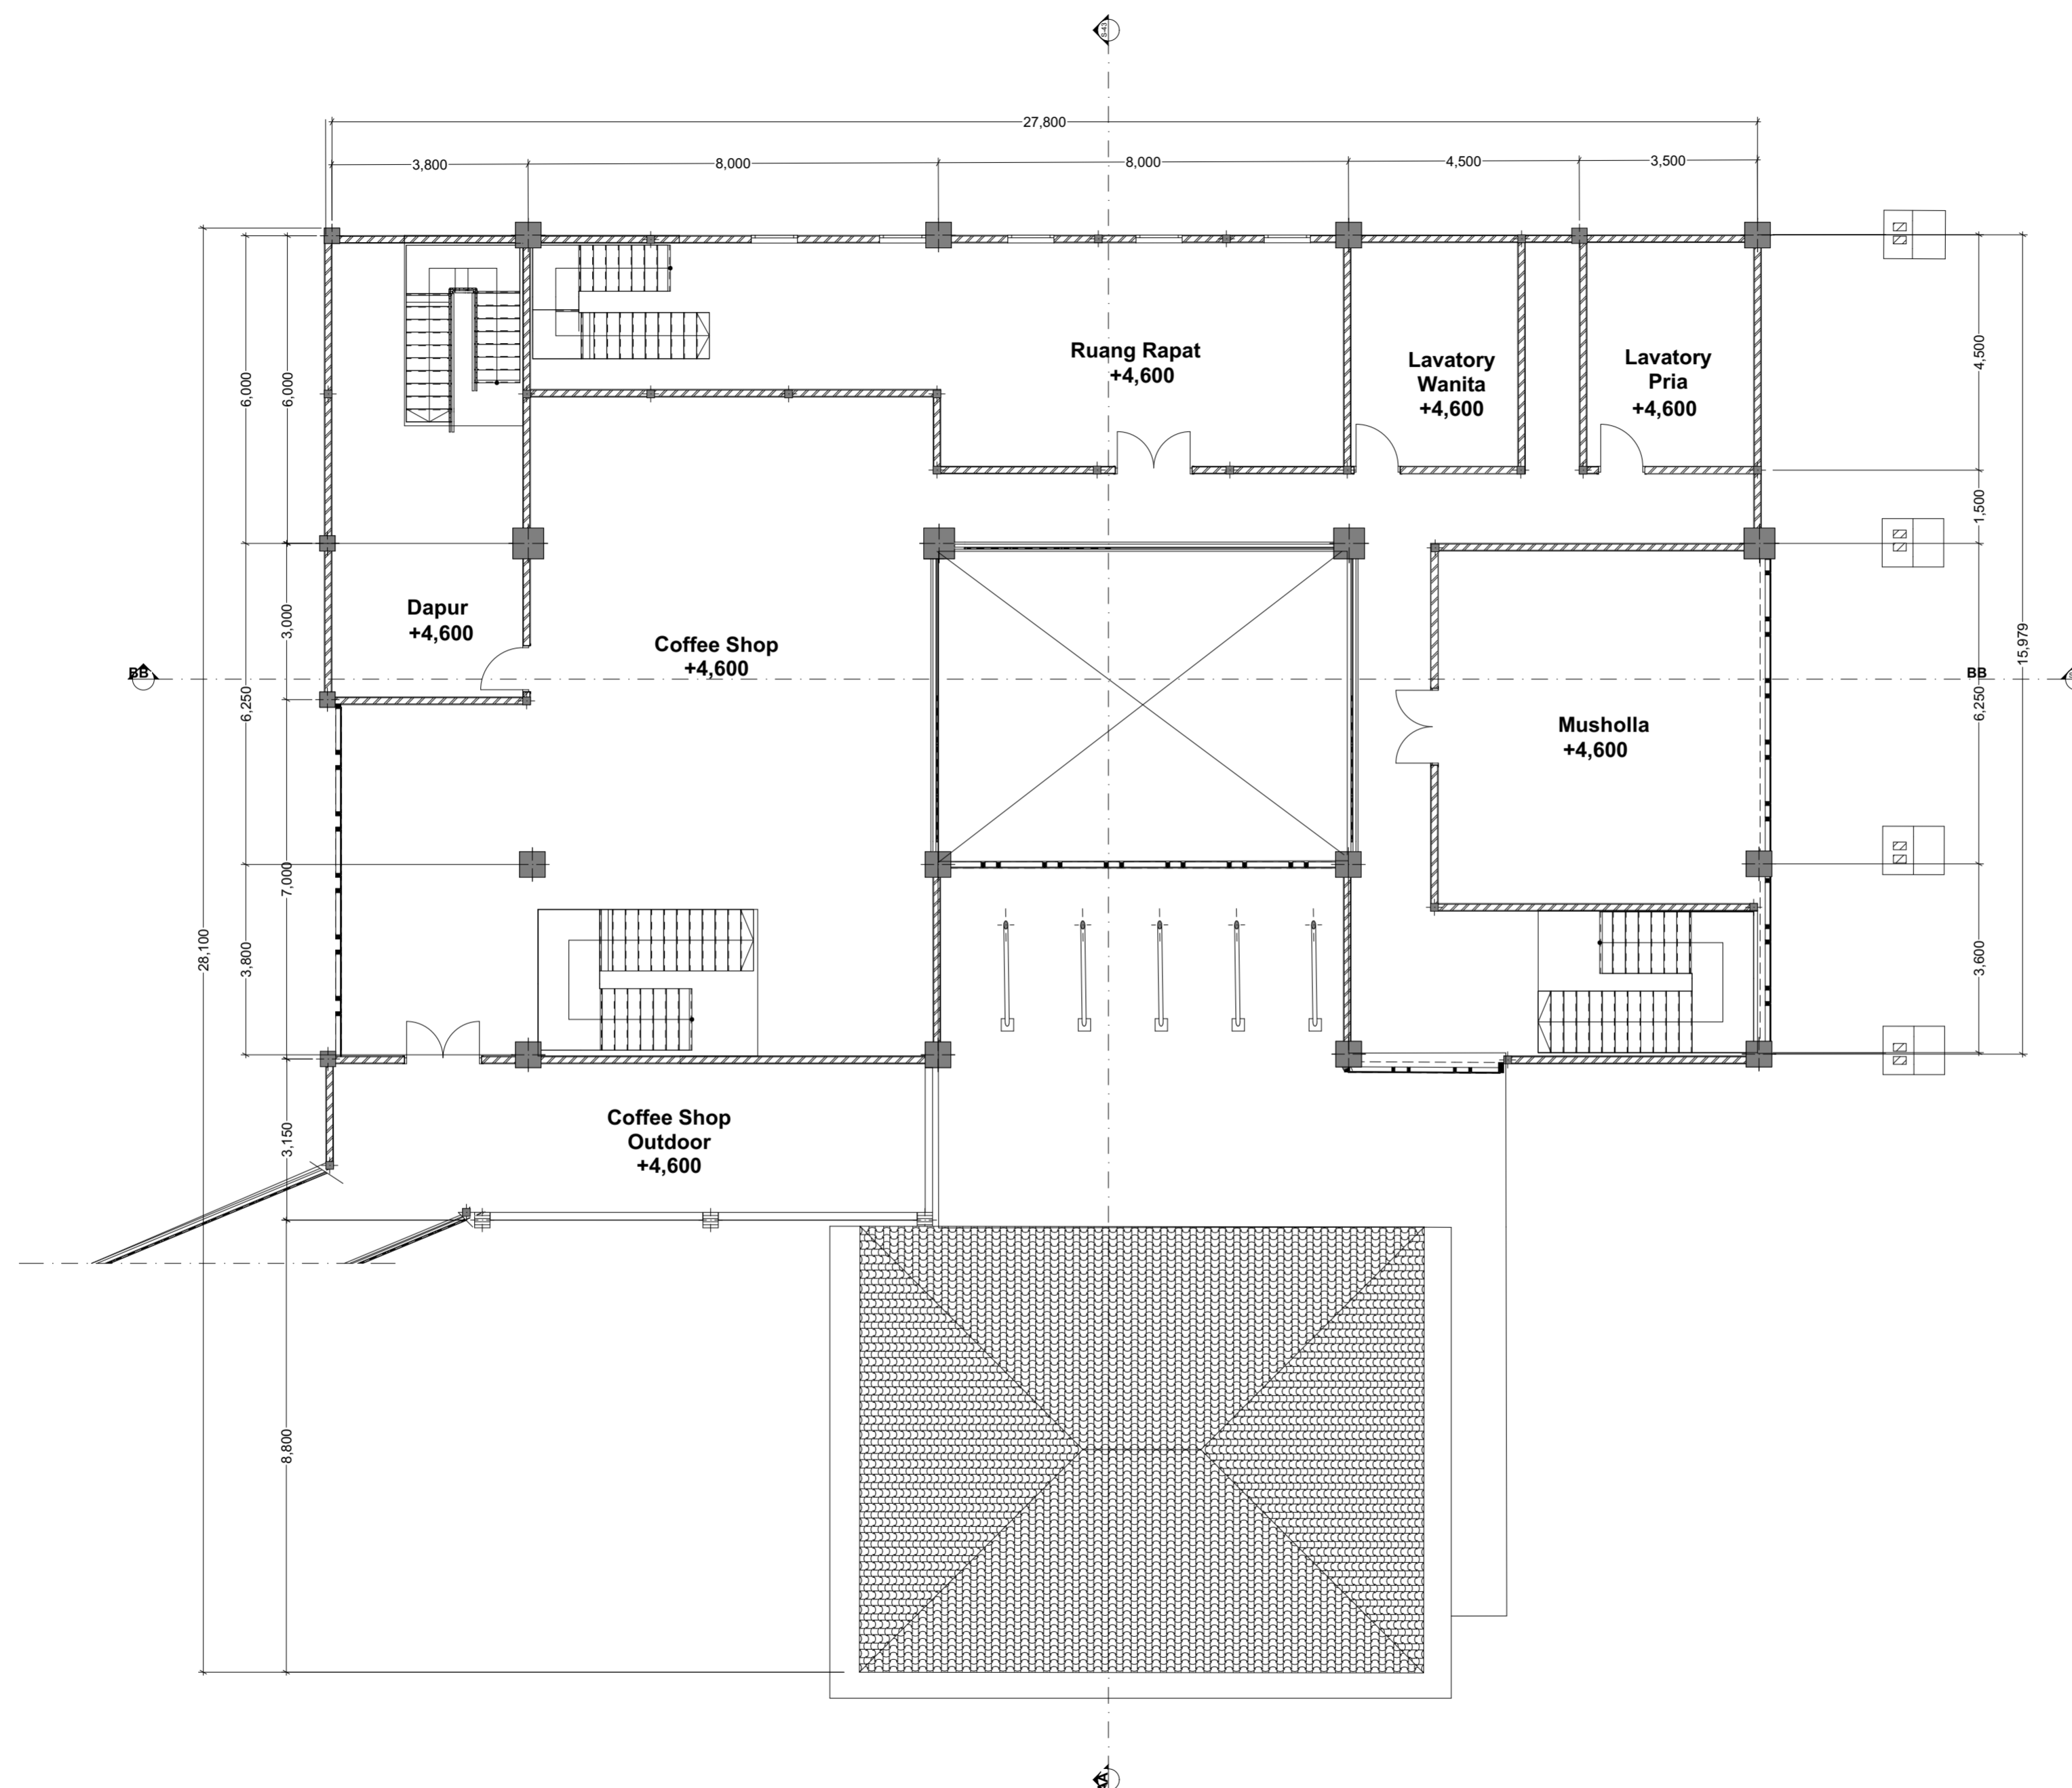 S-43
27,800
3,800
8,000
8,000
4,500
3,500
Ruang Rapat
+4,600
Lavatory
Wanita
+4,600
Lavatory
Pria
+4,600
6,000
6,000
4,500
1,500
Dapur
+4,600
Coffee Shop
+4,600
3,000
15,979
BB
BB
6,250
6,250
Musholla
+4,600
7,000
28,100
3,800
3,600
Coffee Shop
Outdoor
+4,600
3,150
8,800
AA